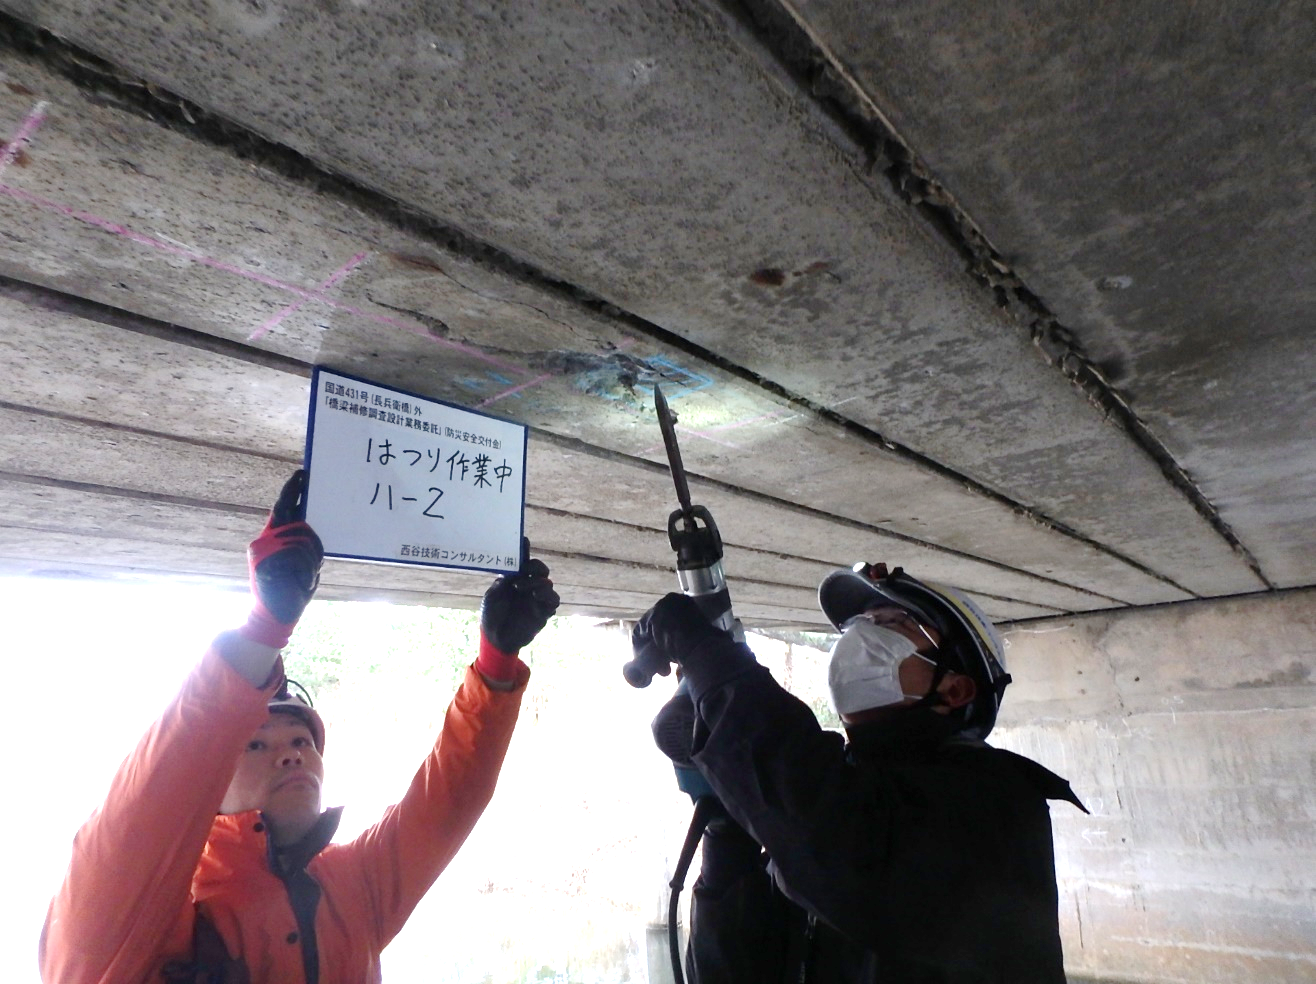 国道431号(長兵衛橋)外
「橋梁補修調査設計業務委託」(防災安全交付金)
はつり作業中
ハ-2
西谷技術コンサルタント(株)